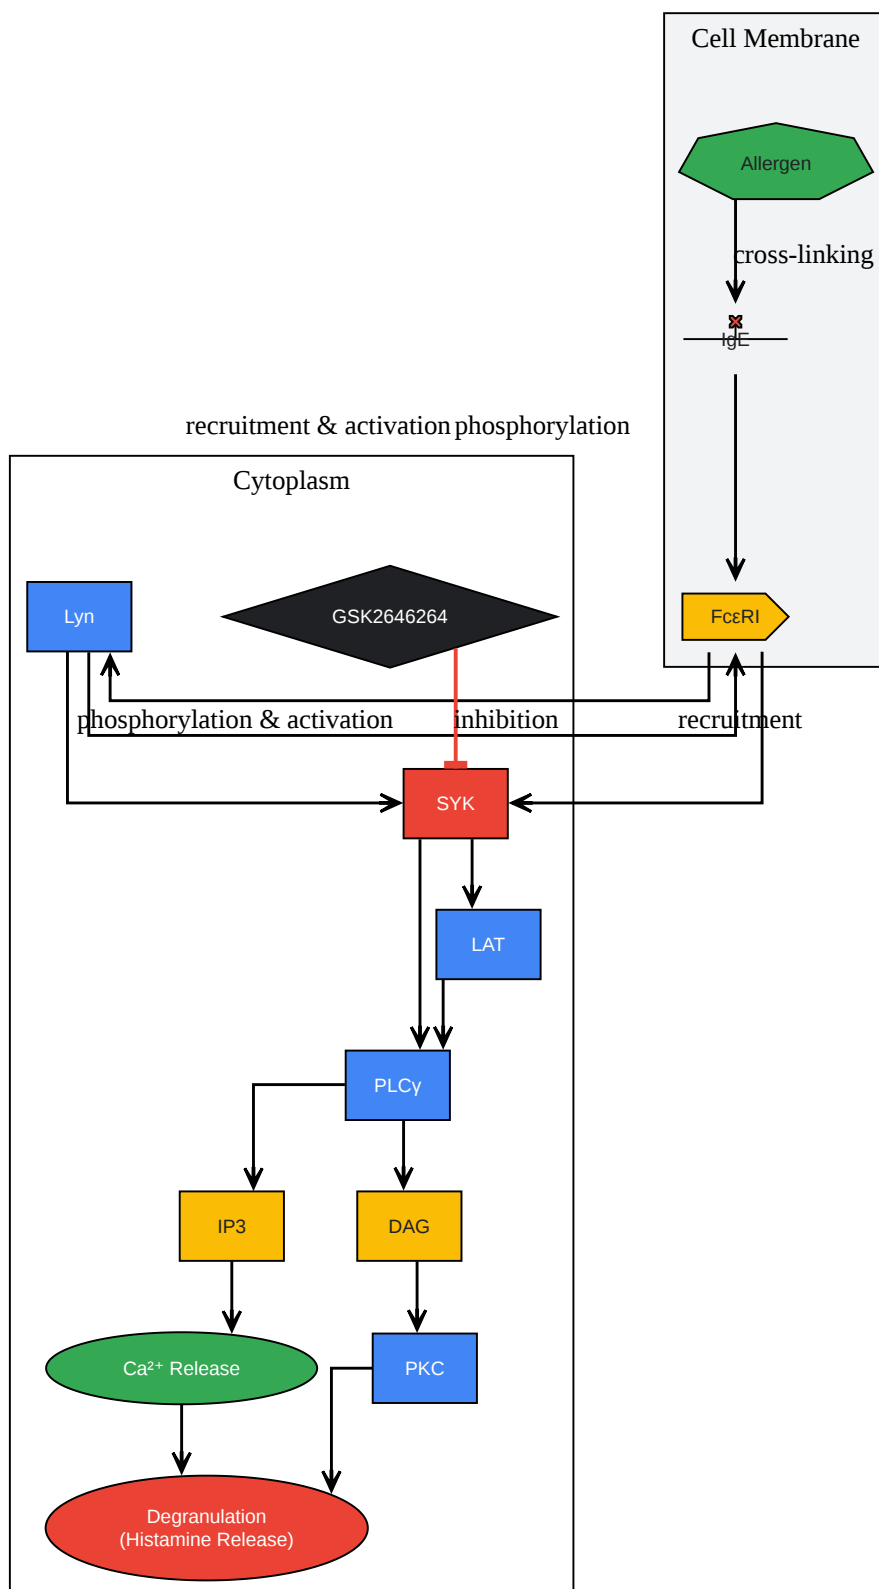 Cell Membrane
Allergen
cross-linking
IgE
recruitment & activation
phosphorylation
Cytoplasm
Lyn
GSK2646264
FcεRI
phosphorylation & activation
inhibition
recruitment
SYK
LAT
PLCγ
IP3
DAG
Ca²⁺ Release
PKC
Degranulation
(Histamine Release)